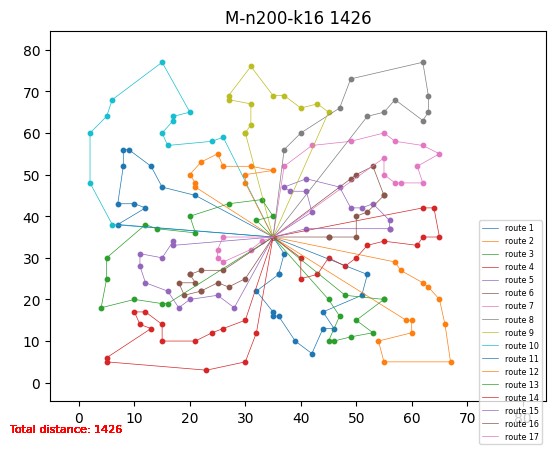 M-n200-k16 1426
80
70
60
50
40
30
20
10
0
0 10 20 30 40 50 60 70 80
route 1
route 2
route 3
route 4
route 5
route 6
route 7
route 8
route 9
route 10
route 11
route 12
route 13
route 14
route 15
route 16
route 17
Total distance: 1426